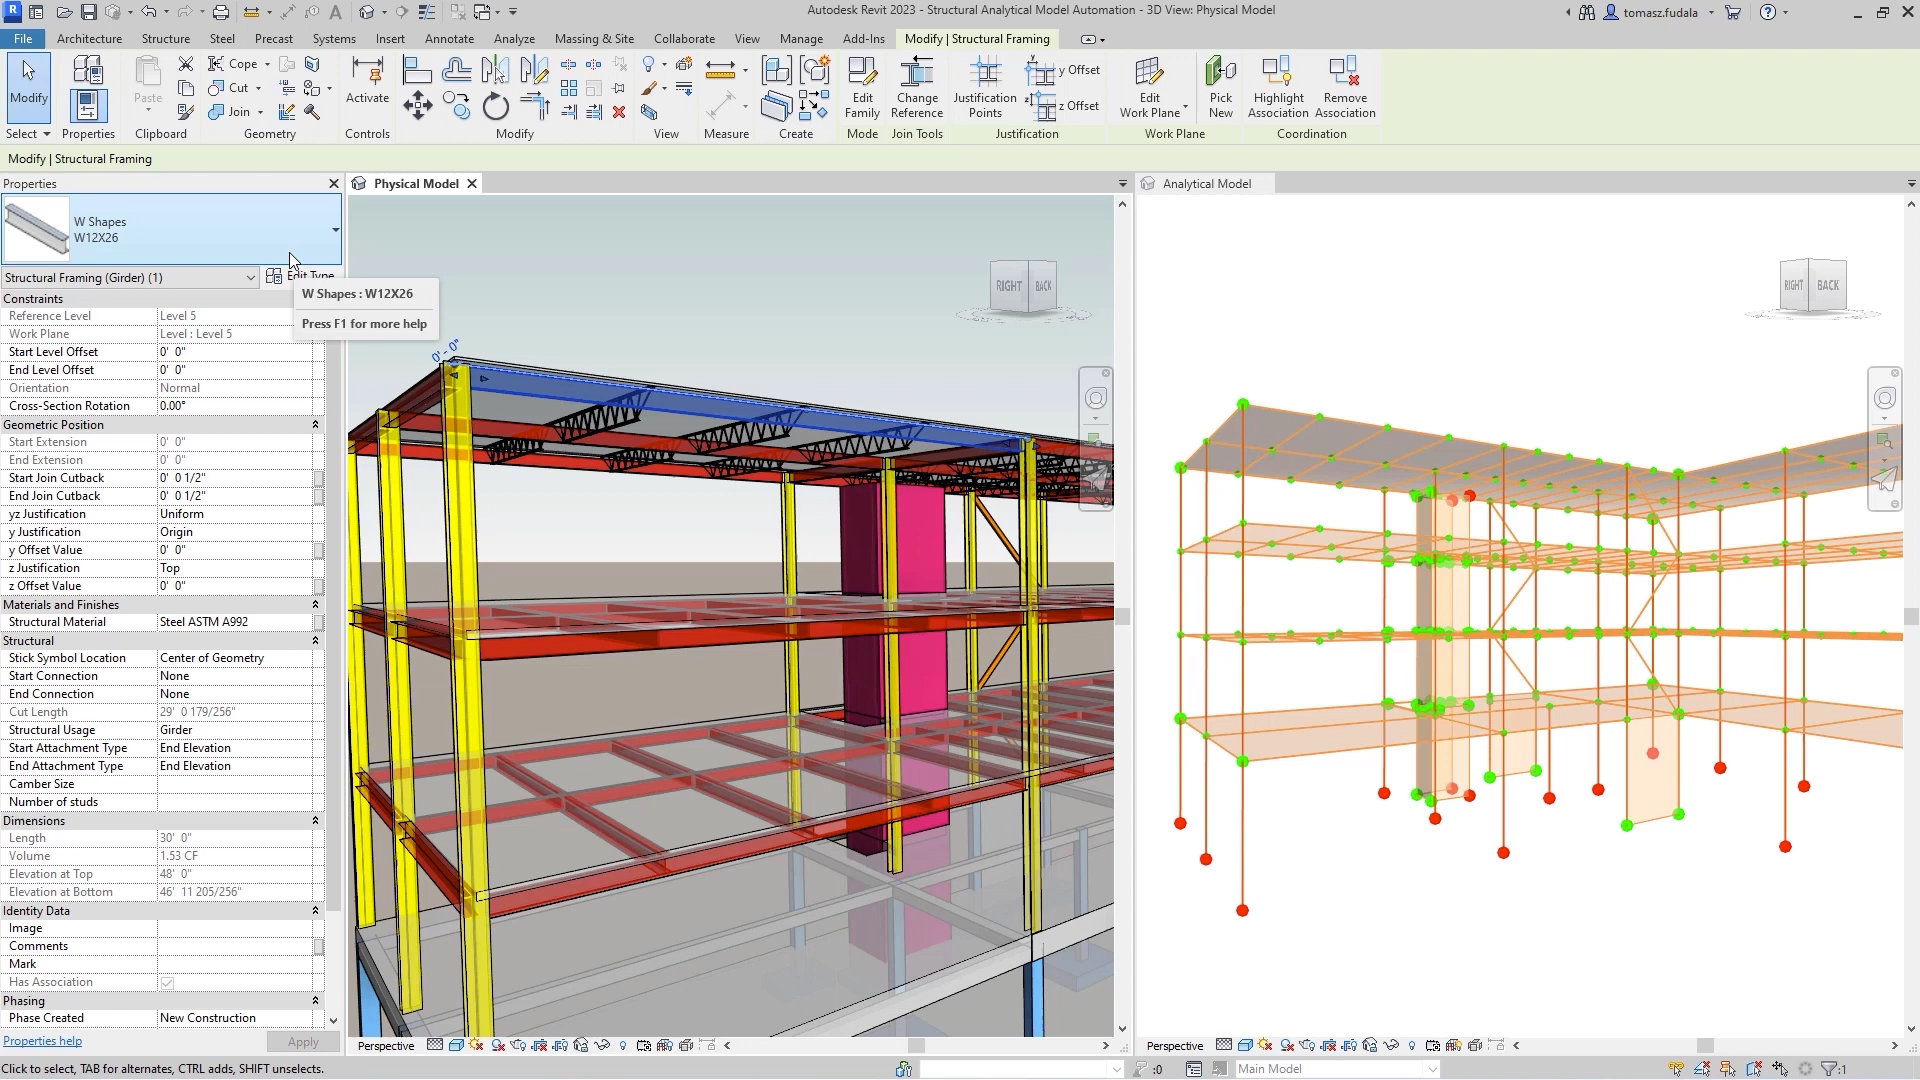 Autodesk Revit 2023 - Structural Analytical Model Automation - 3D View: Physical Model
tomasz.fudala
File Architecture Structure Steel Precast Systems Insert Annotate Analyze Massing & Site Collaborate View Manage Add-Ins Modify | Structural Framing
Modify
Properties
Paste
Cope
Cut
Join
Activate
Edit
Family
Change
Reference
Justification
Points
y Offset
z Offset
Edit
Work Plane
Pick
New
Highlight
Association
Remove
Association
Select Properties Clipboard Geometry Controls Modify View Measure Create Mode Join Tools Justification Work Plane Coordination
Modify | Structural Framing
Properties
Physical Model
Analytical Model
W Shapes
W12X26
Structural Framing (Girder) (1)
Edit Type
W Shapes : W12X26
Press F1 for more help
Constraints
Reference Level Level 5
Work Plane Level : Level 5
Start Level Offset 0' 0"
End Level Offset 0' 0"
Orientation Normal
Cross-Section Rotation 0.00°
Geometric Position
Start Extension 0' 0"
End Extension 0' 0"
Start Join Cutback 0' 0 1/2"
End Join Cutback 0' 0 1/2"
yz Justification Uniform
y Justification Origin
y Offset Value 0' 0"
z Justification Top
z Offset Value 0' 0"
Materials and Finishes
Structural Material Steel ASTM A992
Structural
Stick Symbol Location Center of Geometry
Start Connection None
End Connection None
Cut Length 29' 0 179/256"
Structural Usage Girder
Start Attachment Type End Elevation
End Attachment Type End Elevation
Camber Size
Number of studs
Dimensions
Length 30' 0"
Volume 1.53 CF
Elevation at Top 48' 0"
Elevation at Bottom 46' 11 205/256"
Identity Data
Image
Comments
Mark
Has Association
Phasing
Phase Created New Construction
Properties help
Apply
0' - 0"
RIGHT BACK
RIGHT BACK
Perspective
Perspective
Click to select, TAB for alternates, CTRL adds, SHIFT unselects.
:0
Main Model
:1